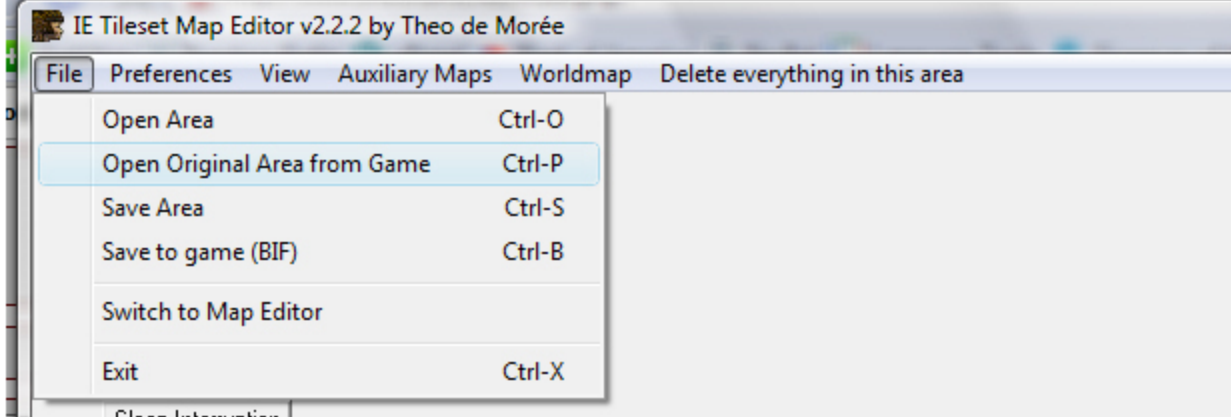 IE Tileset Map Editor v2.2.2 by Theo de Morée
File Preferences View Auxiliary Maps Worldmap Delete everything in this area
Open Area Ctrl-O
Open Original Area from Game Ctrl-P
Save Area Ctrl-S
Save to game (BIF) Ctrl-B
Switch to Map Editor
Exit Ctrl-X